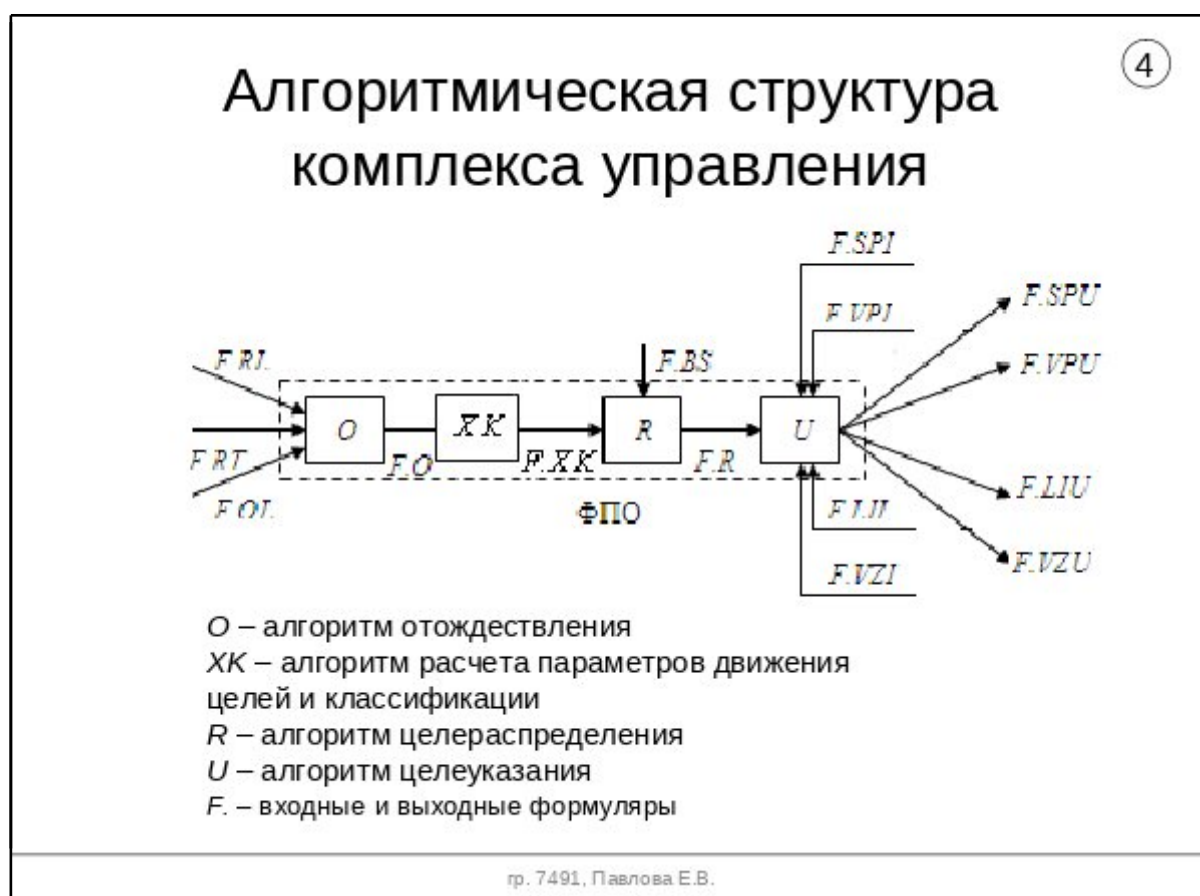 4
Алгоритмическая структура
комплекса управления
F.SPI
F.SPU
F.VPI
F.VPU
F.RL
F.BS
O
XK
R
U
F.RT
F.O
F.XK
F.R
F.LIU
F.OL
ФПО
F.LII
F.VZU
F.VZI
O – алгоритм отождествления
XK – алгоритм расчета параметров движения
целей и классификации
R – алгоритм целераспределения
U – алгоритм целеуказания
F. – входные и выходные формуляры
гр. 7491, Павлова Е.В.